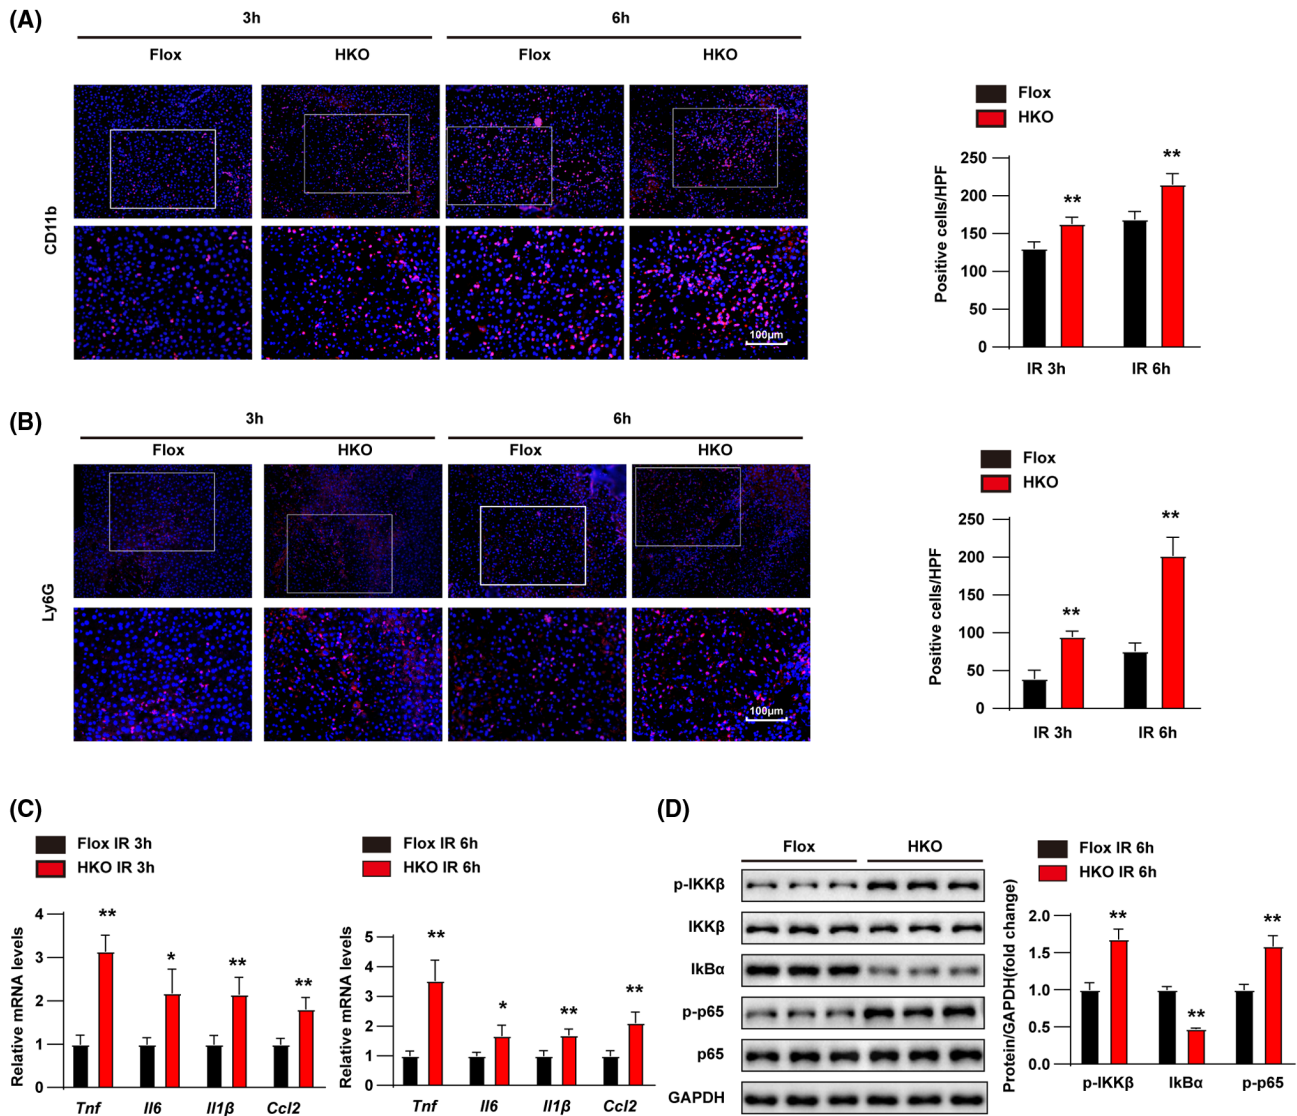 (A)
3h 6h
Flox HKO Flox HKO
CD11b
100µm
Flox
HKO
Positive cells/HPF
250
200
150
100
50
0
** **
IR 3h IR 6h
(B)
3h 6h
Flox HKO Flox HKO
Ly6G
100µm
Flox
HKO
Positive cells/HPF
250
200
150
100
50
0
** **
IR 3h IR 6h
(C)
Flox IR 3h
HKO IR 3h
Relative mRNA levels
4
3
2
1
0
** * ** **
Tnf Il6 Il1β Ccl2
Flox IR 6h
HKO IR 6h
Relative mRNA levels
5
4
3
2
1
0
** * ** **
Tnf Il6 Il1β Ccl2
(D)
Flox HKO
p-IKKβ
IKKβ
IkBα
p-p65
p65
GAPDH
Flox IR 6h
HKO IR 6h
Protein/GAPDH(fold change)
2.0
1.5
1.0
0.5
0.0
** ** **
p-IKKβ IkBα p-p65